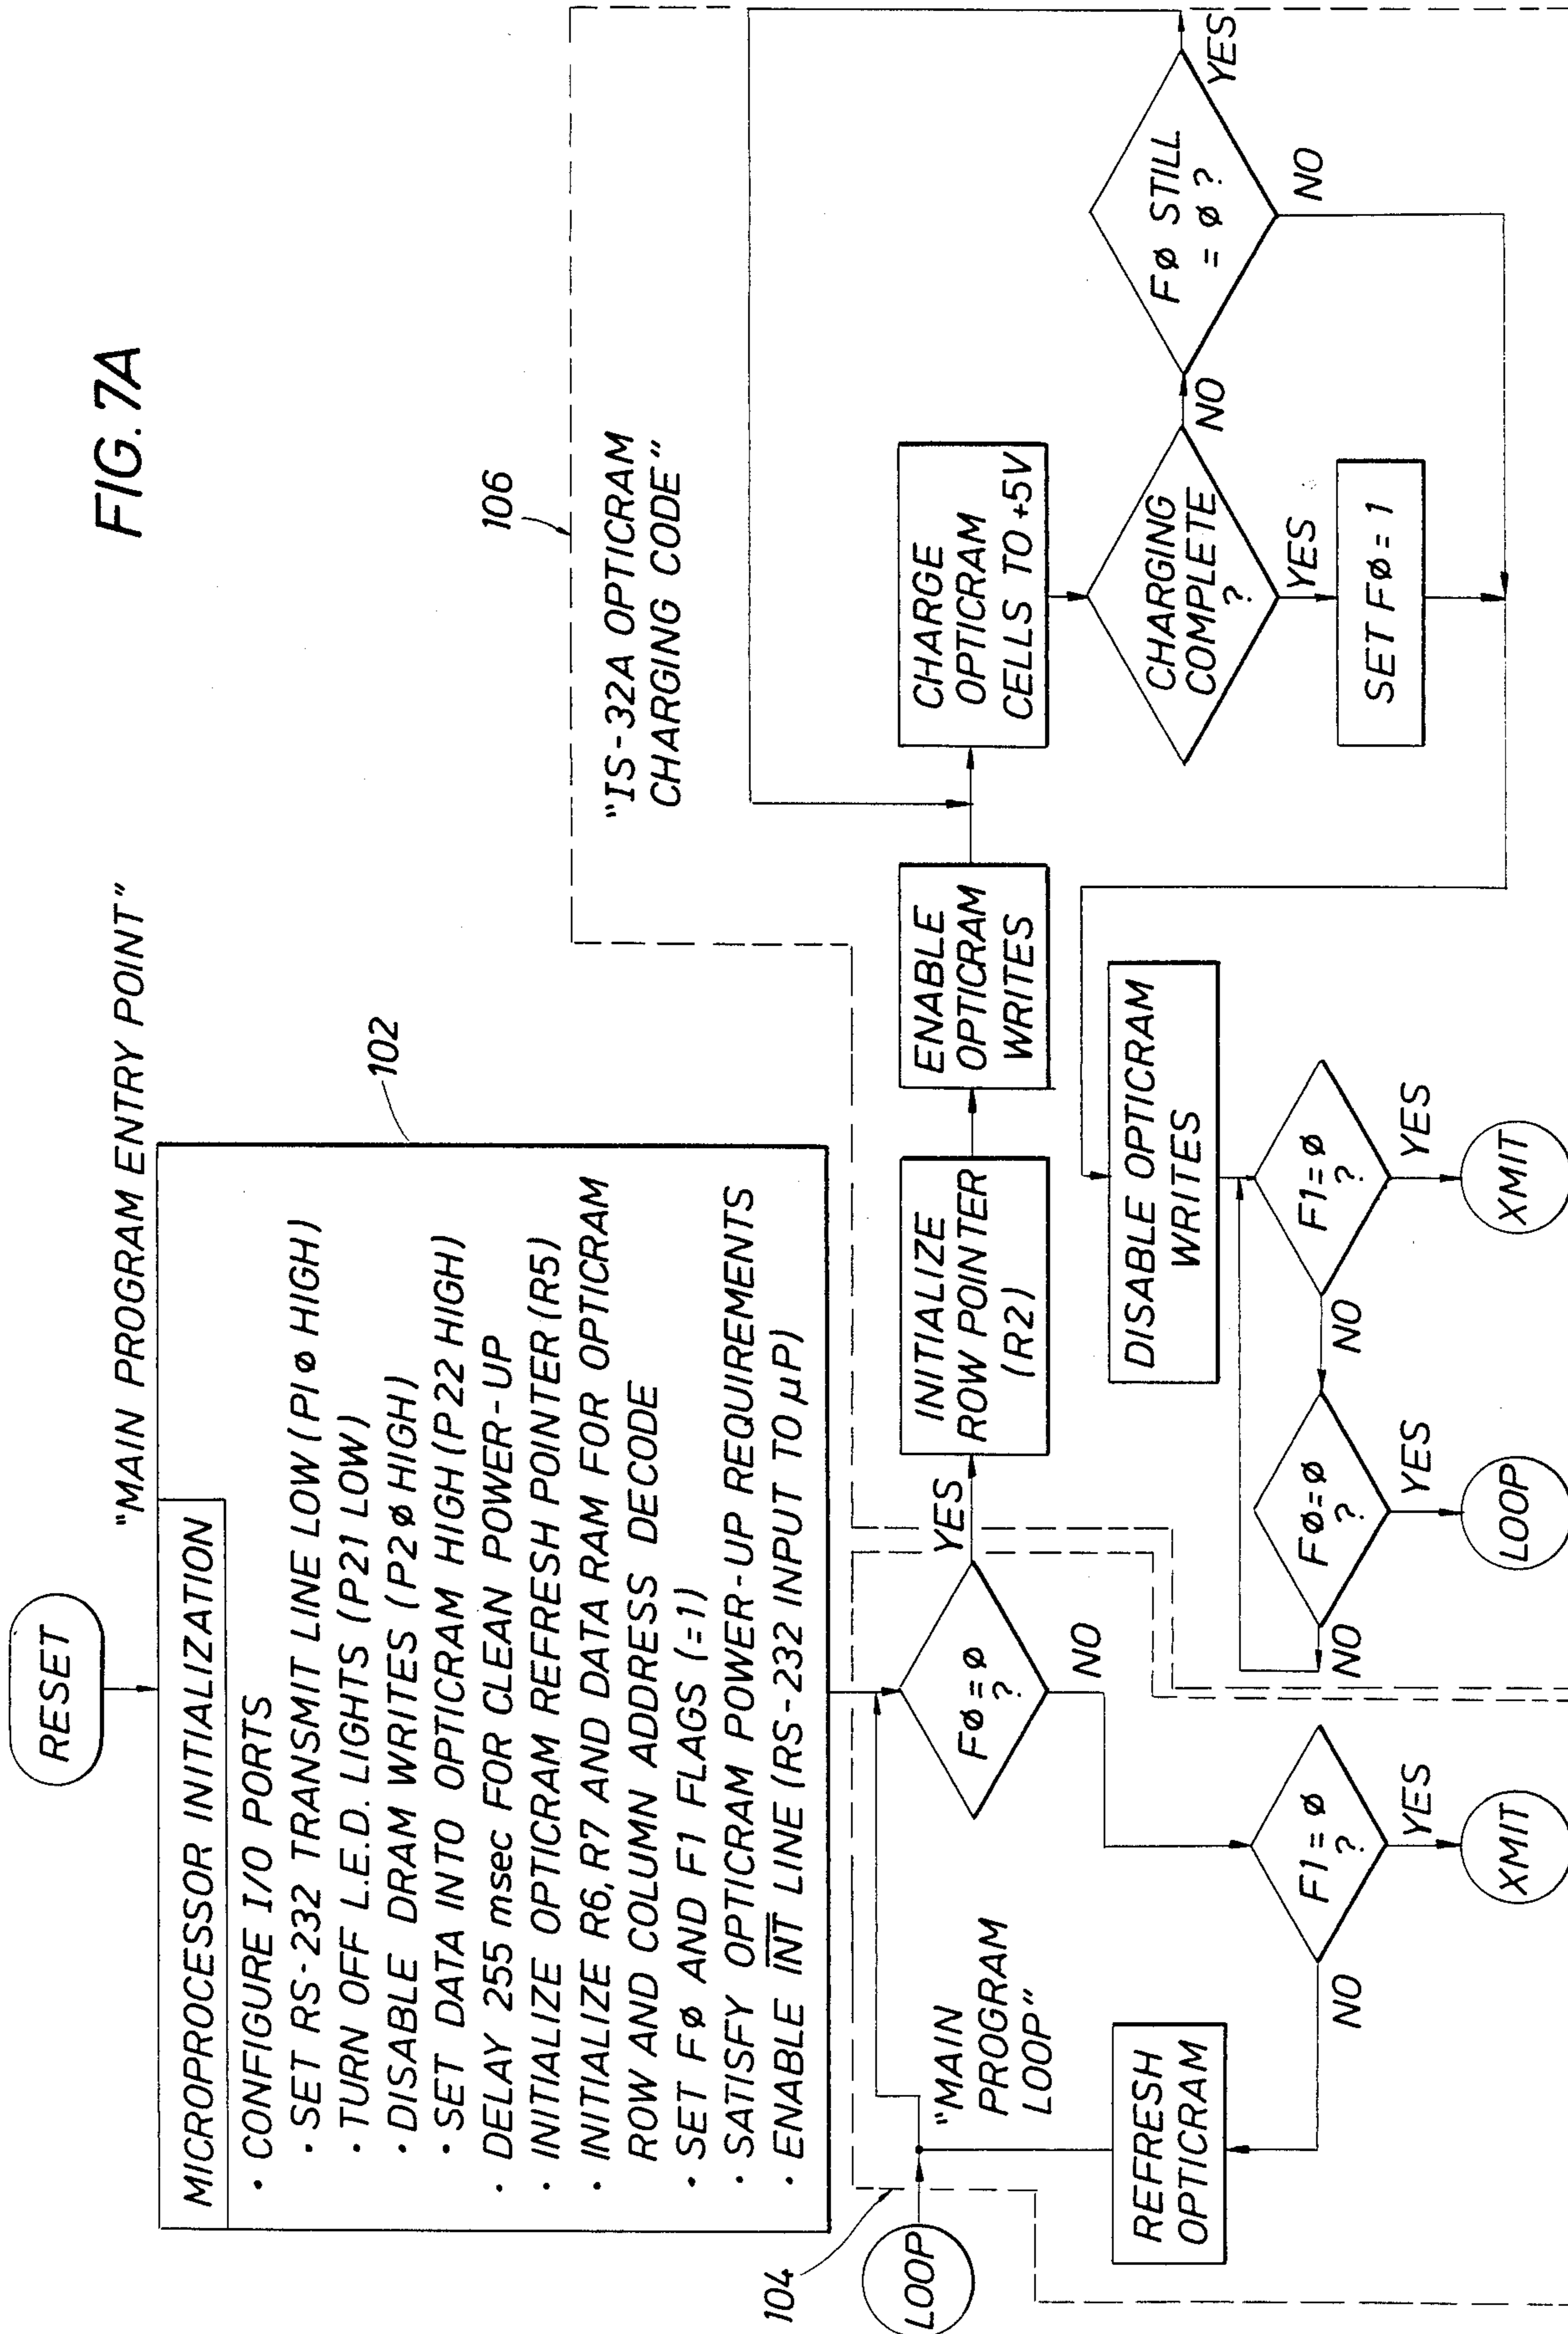 FIG. 7A
RESET
"MAIN PROGRAM ENTRY POINT"
MICROPROCESSOR INITIALIZATION
102
· CONFIGURE I/O PORTS
· SET RS-232 TRANSMIT LINE LOW (P1Ø HIGH)
· TURN OFF L.E.D. LIGHTS (P21 LOW)
· DISABLE DRAM WRITES (P2Ø HIGH)
· SET DATA INTO OPTICRAM HIGH (P22 HIGH)
· DELAY 255 msec FOR CLEAN POWER-UP
· INITIALIZE OPTICRAM REFRESH POINTER (R5)
· INITIALIZE R6, R7 AND DATA RAM FOR OPTICRAM
ROW AND COLUMN ADDRESS DECODE
· SET FØ AND F1 FLAGS (=1)
· SATISFY OPTICRAM POWER-UP REQUIREMENTS
· ENABLE I̅N̅T̅ LINE (RS-232 INPUT TO μP)
104
LOOP
"MAIN
PROGRAM
LOOP"
REFRESH
OPTICRAM
FØ=Ø
?
YES
NO
F1=Ø
?
YES
NO
XMIT
106
"IS-32A OPTICRAM
CHARGING CODE"
INITIALIZE
ROW POINTER
(R2)
ENABLE
OPTICRAM
WRITES
CHARGE
OPTICRAM
CELLS TO +5V
CHARGING
COMPLETE
?
NO
YES
FØ STILL
= Ø ?
YES
NO
SET FØ = 1
DISABLE OPTICRAM
WRITES
F1=Ø
?
YES
NO
XMIT
FØ=Ø
?
YES
NO
LOOP